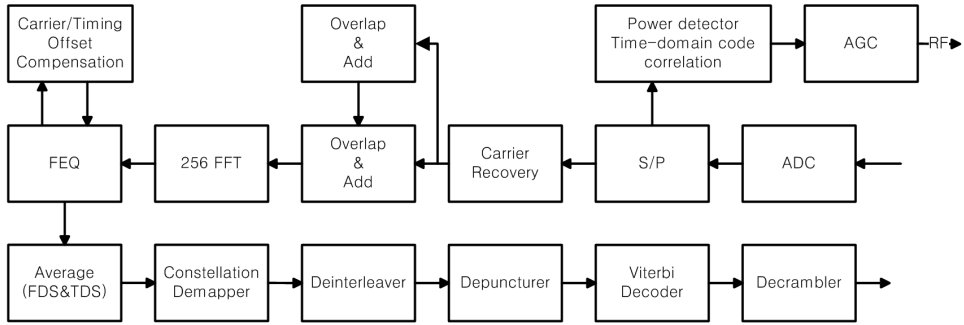 Carrier/Timing
Offset
Compensation
Overlap
&
Add
Power detector
Time-domain code
correlation
AGC
RF
FEQ
256 FFT
Overlap
&
Add
Carrier
Recovery
S/P
ADC
Average
(FDS&TDS)
Constellation
Demapper
Deinterleaver
Depuncturer
Viterbi
Decoder
Decrambler